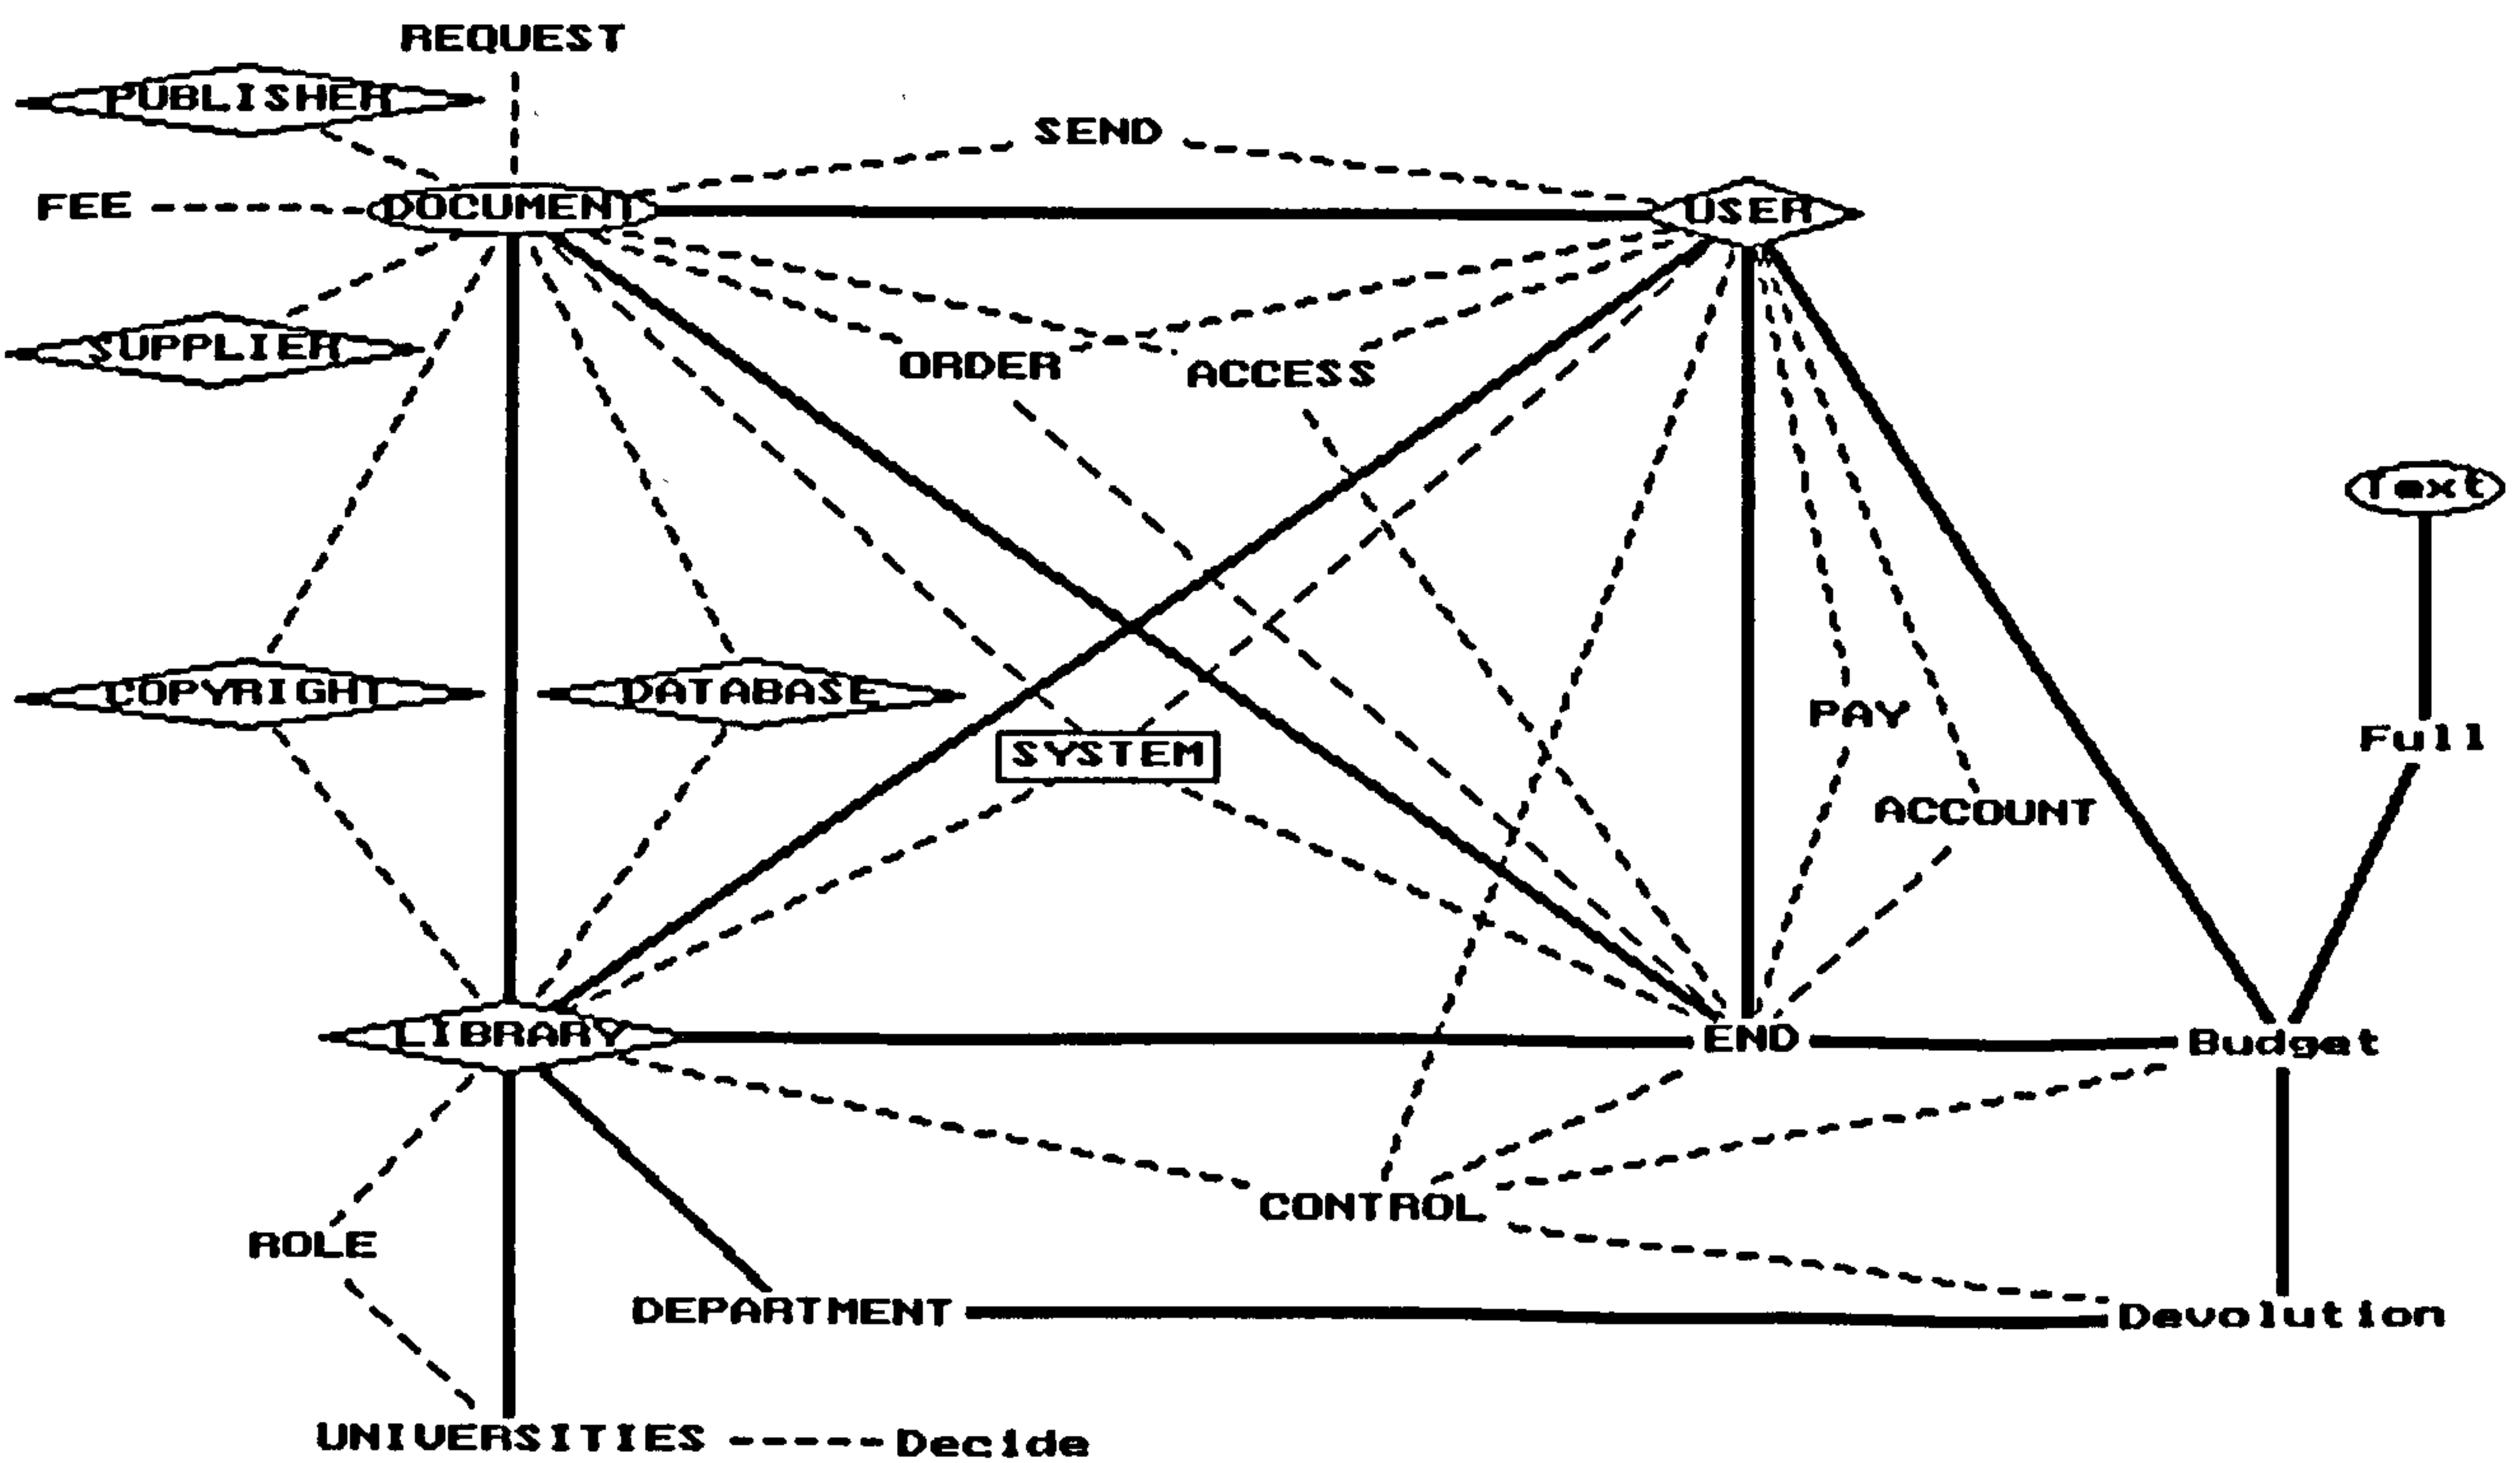 REQUEST
PUBLISHER
SEND
FEE
DOCUMENT
USER
SUPPLIER
ORDER
ACCESS
Text
COPYRIGHT
DATABASE
SYSTEM
PAY
Full
ACCOUNT
LIBRARY
END
Budget
CONTROL
ROLE
DEPARTMENT
Devolution
UNIVERSITIES
Decide